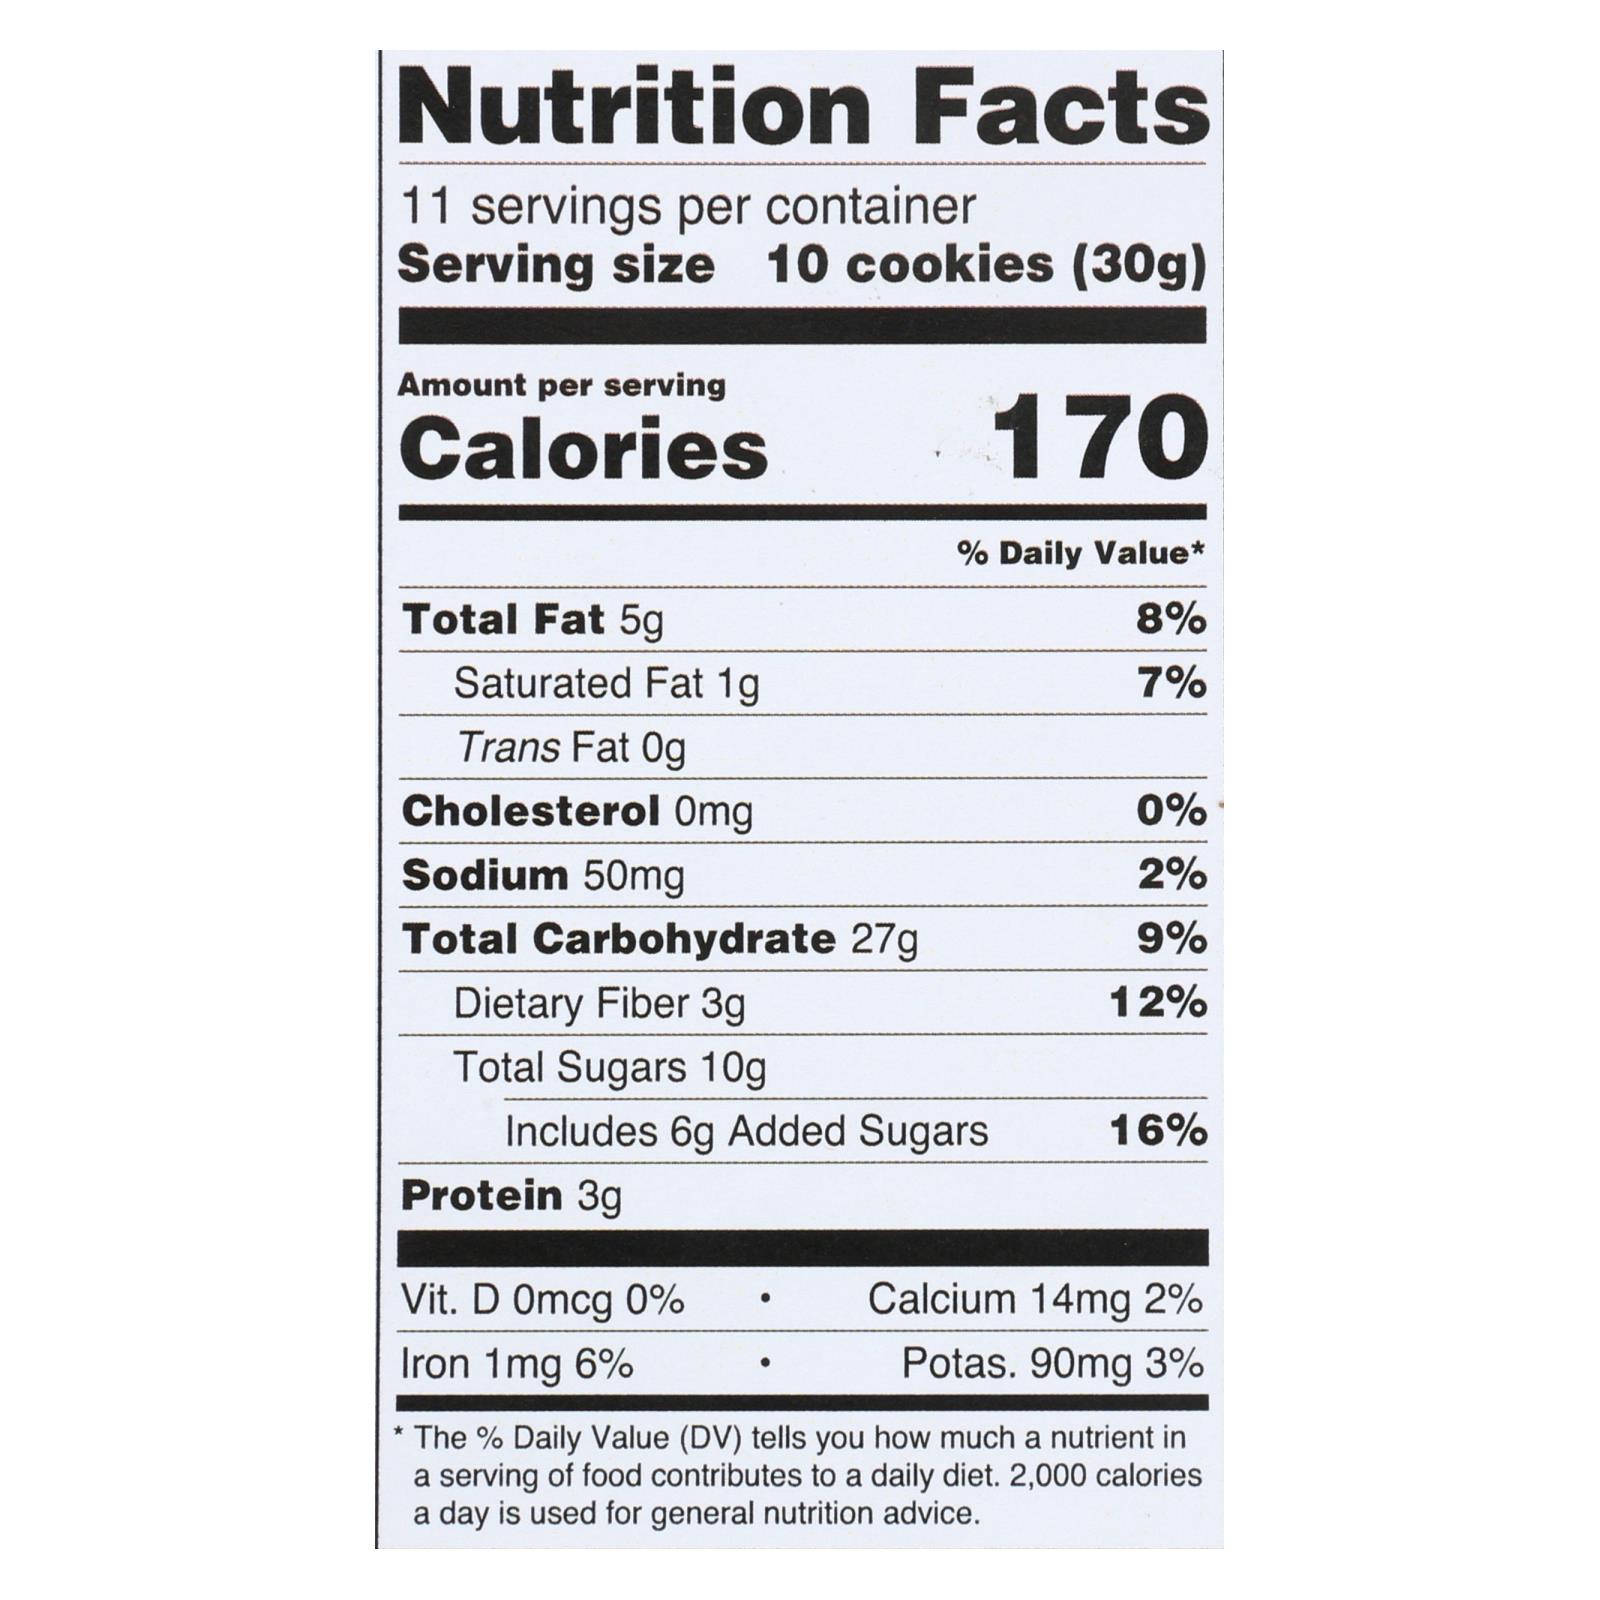 Nutrition Facts
11 servings per container
Serving size 10 cookies (30g)
Amount per serving
Calories 170
% Daily Value*
Total Fat 5g 8%
Saturated Fat 1g 7%
Trans Fat 0g
Cholesterol 0mg 0%
Sodium 50mg 2%
Total Carbohydrate 27g 9%
Dietary Fiber 3g 12%
Total Sugars 10g
Includes 6g Added Sugars 16%
Protein 3g
Vit. D 0mcg 0% • Calcium 14mg 2%
Iron 1mg 6% • Potas. 90mg 3%
* The % Daily Value (DV) tells you how much a nutrient in
a serving of food contributes to a daily diet. 2,000 calories
a day is used for general nutrition advice.